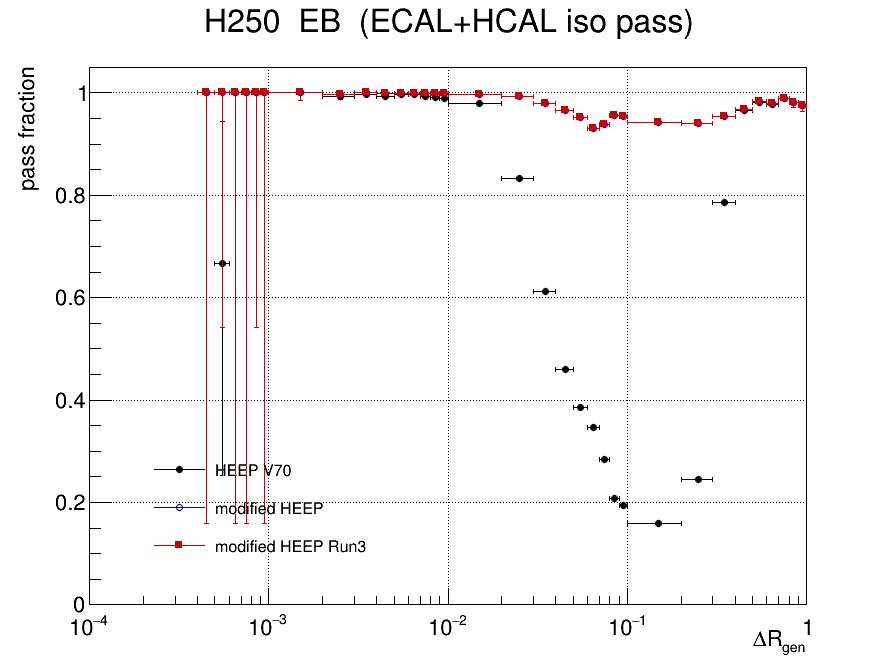 H250 EB (ECAL+HCAL iso pass)
pass fraction
1
0.8
0.6
0.4
0.2
0
HEEP V70
modified HEEP
modified HEEP Run3
10⁻⁴ 10⁻³ 10⁻² 10⁻¹ 1
ΔR_gen